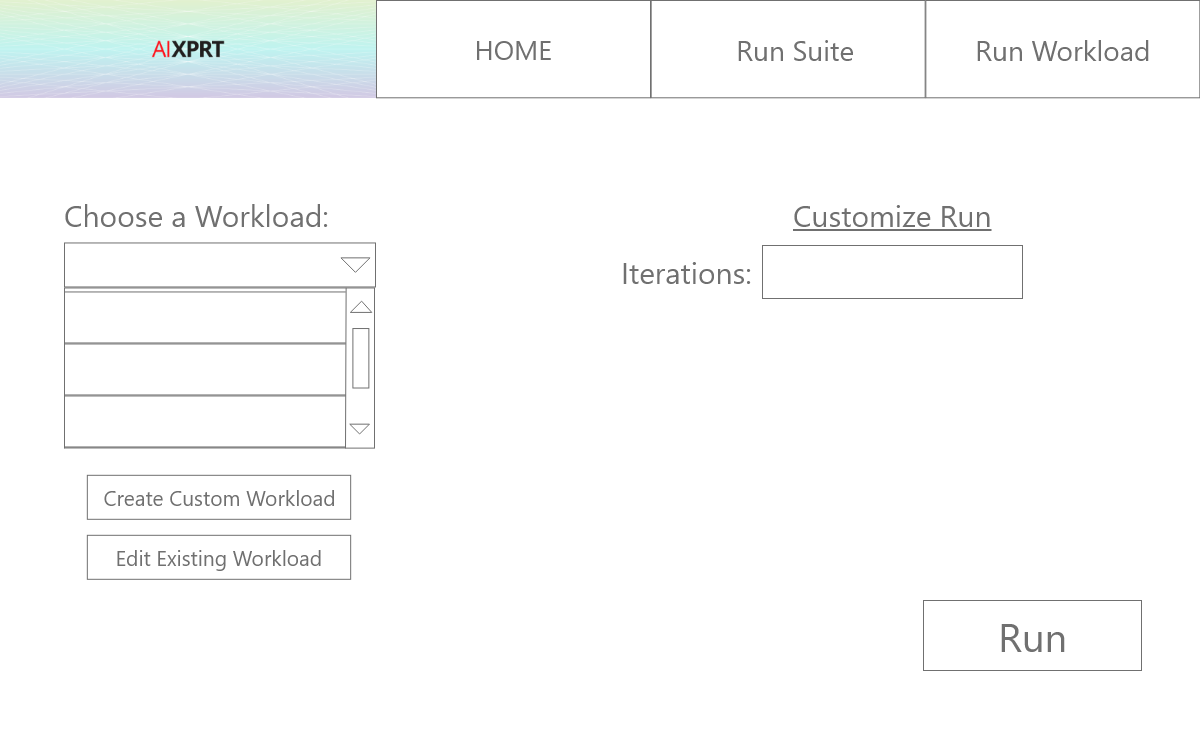 AIXPRT
HOME
Run Suite
Run Workload
Choose a Workload:
Customize Run
Iterations:
Create Custom Workload
Edit Existing Workload
Run